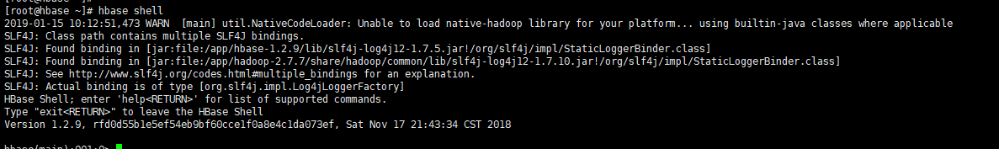 [root@hbase ~]#
[root@hbase ~]# hbase shell
2019-01-15 10:12:51,473 WARN  [main] util.NativeCodeLoader: Unable to load native-hadoop library for your platform... using builtin-java classes where applicable
SLF4J: Class path contains multiple SLF4J bindings.
SLF4J: Found binding in [jar:file:/app/hbase-1.2.9/lib/slf4j-log4j12-1.7.5.jar!/org/slf4j/impl/StaticLoggerBinder.class]
SLF4J: Found binding in [jar:file:/app/hadoop-2.7.7/share/hadoop/common/lib/slf4j-log4j12-1.7.10.jar!/org/slf4j/impl/StaticLoggerBinder.class]
SLF4J: See http://www.slf4j.org/codes.html#multiple_bindings for an explanation.
SLF4J: Actual binding is of type [org.slf4j.impl.Log4jLoggerFactory]
HBase Shell; enter 'help<RETURN>' for list of supported commands.
Type "exit<RETURN>" to leave the HBase Shell
Version 1.2.9, rfd0d55b1e5ef54eb9bf60cce1f0a8e4c1da073ef, Sat Nov 17 21:43:34 CST 2018
hbase(main):001:0>